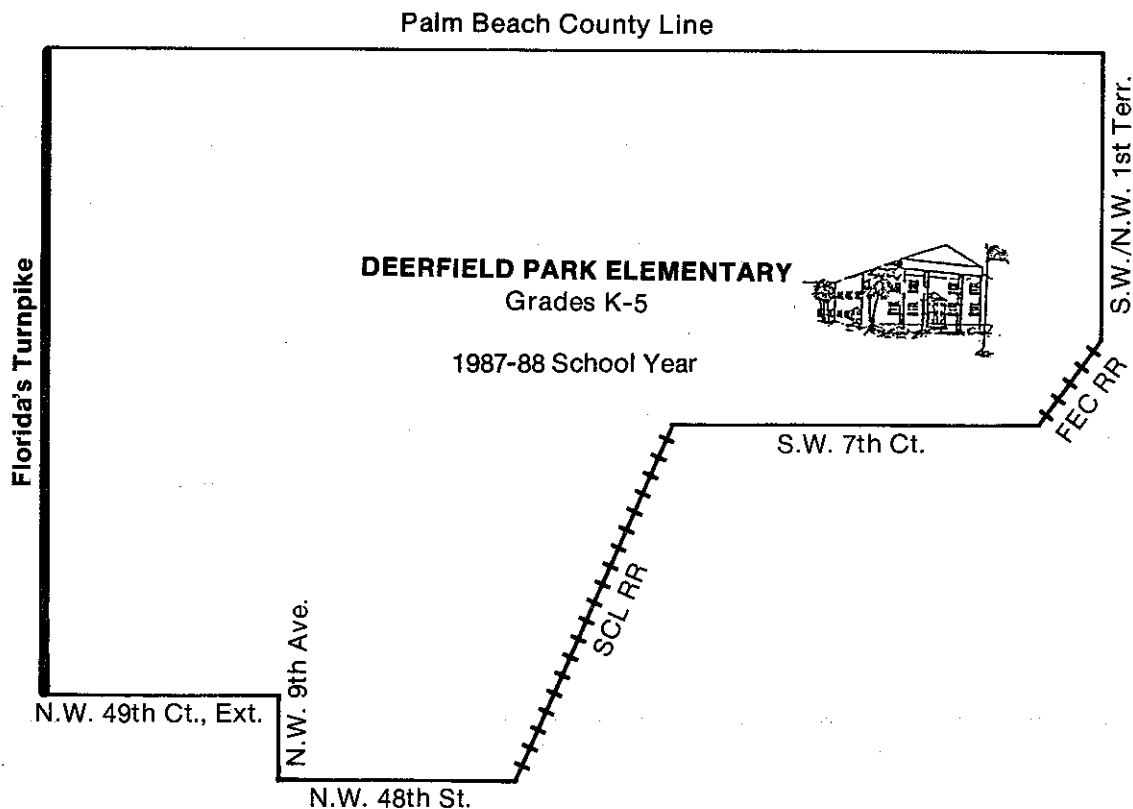 Palm Beach County Line
S.W./N.W. 1st Terr.
DEERFIELD PARK ELEMENTARY
Grades K-5
1987-88 School Year
Florida's Turnpike
FEC RR
S.W. 7th Ct.
SCL RR
N.W. 9th Ave.
N.W. 49th Ct., Ext.
N.W. 48th St.